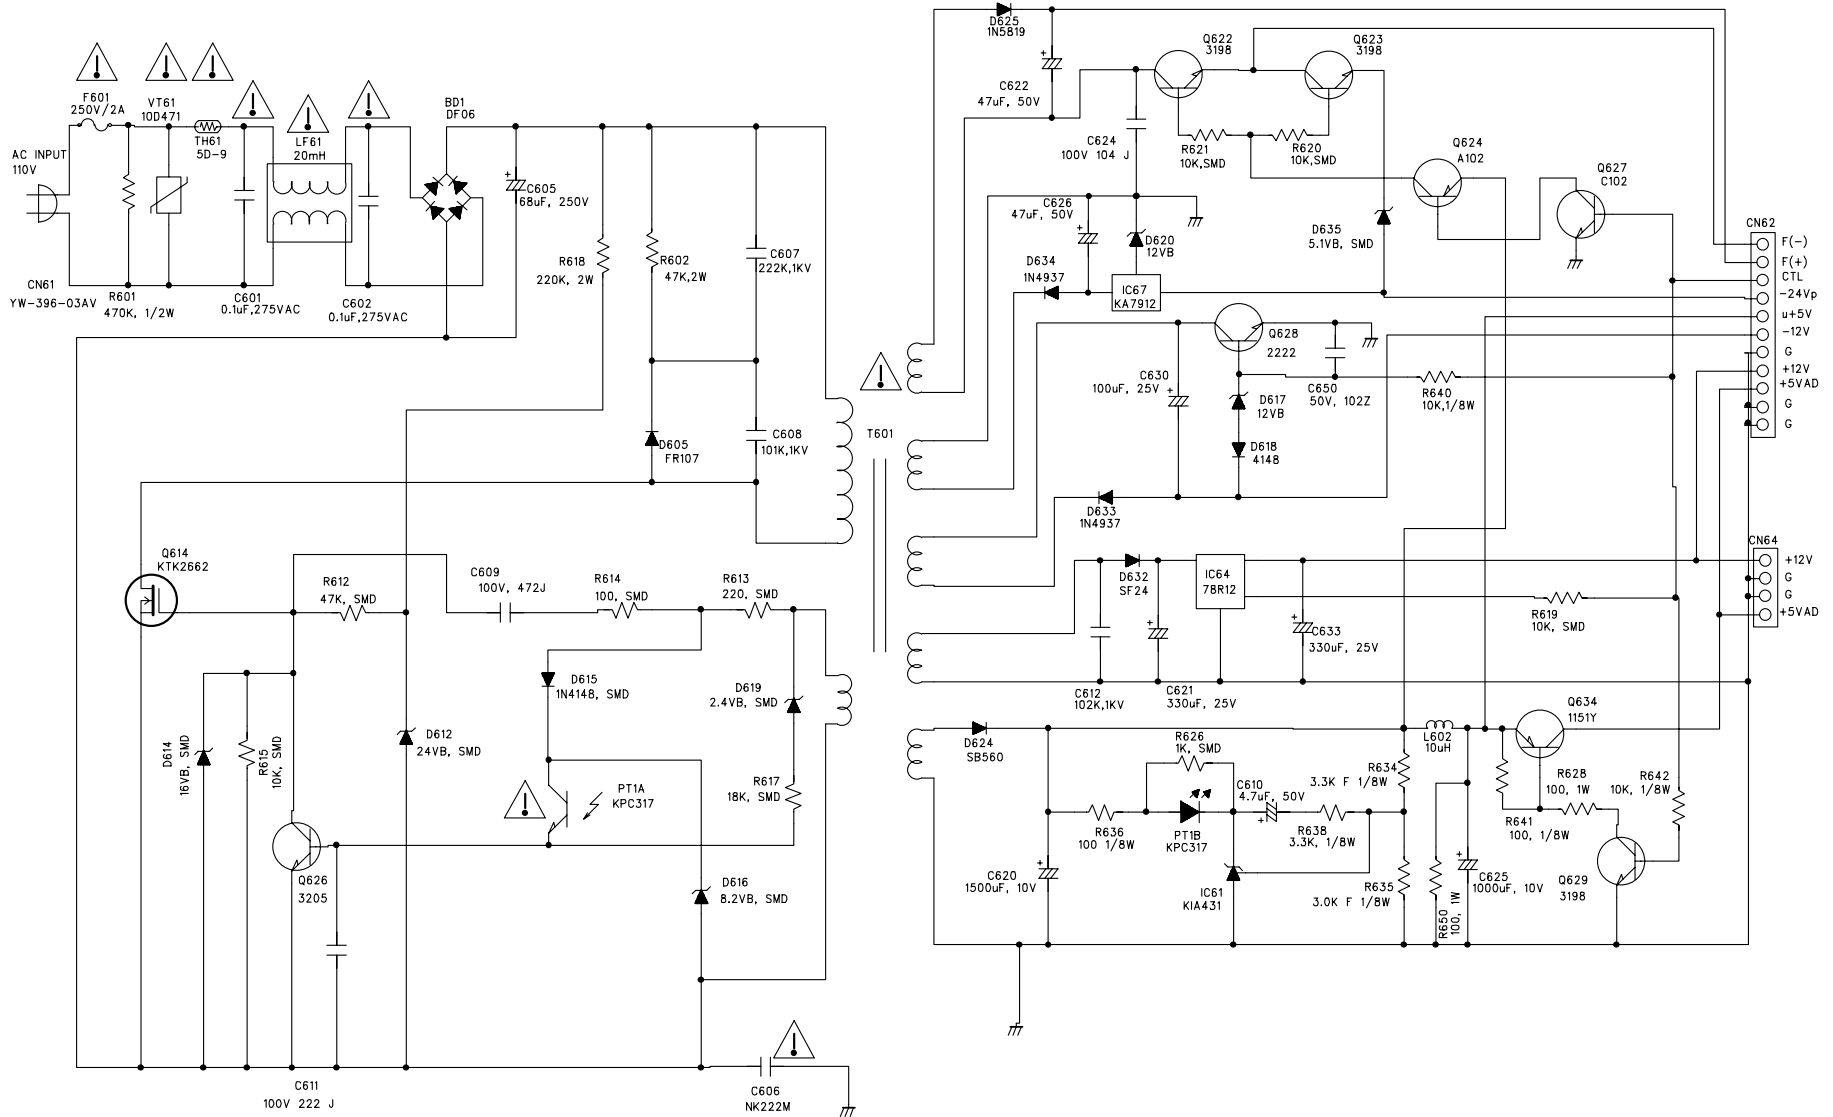 F601
250V/2A
VT61
10D471
TH61
5D-9
LF61
20mH
BD1
DF06
AC INPUT
110V
CN61
YW-396-03AV
R601
470K, 1/2W
C601
0.1uF,275VAC
C602
0.1uF,275VAC
C605
68uF, 250V
R618
220K, 2W
R602
47K,2W
C607
222K,1KV
D605
FR107
C608
101K,1KV
T601
Q614
KTK2662
R612
47K, SMD
C609
100V, 472J
R614
100, SMD
R613
220, SMD
D615
1N4148, SMD
D619
2.4VB, SMD
D614
16VB, SMD
R615
10K, SMD
D612
24VB, SMD
PT1A
KPC317
R617
18K, SMD
Q626
3205
D616
8.2VB, SMD
C611
100V 222 J
C606
NK222M
D625
1N5819
C622
47uF, 50V
Q622
3198
Q623
3198
C624
100V 104 J
R621
10K,SMD
R620
10K,SMD
Q624
A102
Q627
C102
C626
47uF, 50V
D620
12VB
D635
5.1VB, SMD
D634
1N4937
IC67
KA7912
Q628
2222
C630
100uF, 25V
D617
12VB
C650
50V, 102Z
R640
10K,1/8W
D618
4148
D633
1N4937
CN62
F(-)
F(+)
CTL
-24Vp
u+5V
-12V
G
+12V
+5VAD
G
G
CN64
+12V
G
G
+5VAD
D632
SF24
IC64
78R12
R619
10K, SMD
C633
330uF, 25V
C612
102K,1KV
C621
330uF, 25V
D624
SB560
R626
1K, SMD
L602
10uH
Q634
1151Y
R634
3.3K F 1/8W
C610
4.7uF, 50V
R628
100, 1W
R642
10K, 1/8W
R636
100 1/8W
PT1B
KPC317
R638
3.3K, 1/8W
R641
100, 1/8W
C620
1500uF, 10V
IC61
KIA431
R635
3.0K F 1/8W
R650
100, 1W
C625
1000uF, 10V
Q629
3198